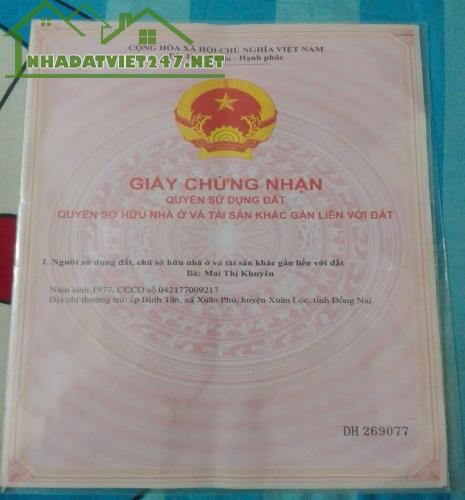 NHADATVIET247.NET
CỘNG HÒA XÃ HỘI CHỦ NGHĨA VIỆT NAM
- Hạnh phúc
GIẤY CHỨNG NHẬN
QUYỀN SỬ DỤNG ĐẤT
QUYỀN SỞ HỮU NHÀ Ở VÀ TÀI SẢN KHÁC GẮN LIỀN VỚI ĐẤT
I. Người sử dụng đất, chủ sở hữu nhà ở và tài sản khác gắn liền với đất
Bà: Mai Thị Khuyên
Năm sinh 1977, CCCD số 042177009217
Địa chỉ thường trú: ấp Bình Tân, xã Xuân Phú, huyện Xuân Lộc, tỉnh Đồng Nai
DH 269077